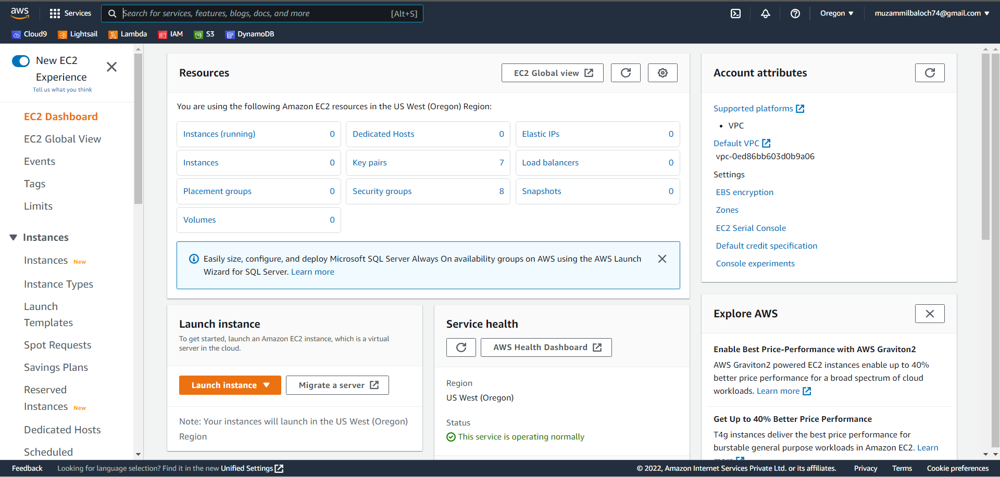 aws
Services
Search for services, features, blogs, docs, and more
[Alt+S]
Oregon
muzammilbaloch74@gmail.com
Cloud9
Lightsail
Lambda
IAM
S3
DynamoDB
New EC2
Experience
Tell us what you think
EC2 Dashboard
EC2 Global View
Events
Tags
Limits
Instances
Instances New
Instance Types
Launch
Templates
Spot Requests
Savings Plans
Reserved
Instances New
Dedicated Hosts
Scheduled
Resources
EC2 Global view
You are using the following Amazon EC2 resources in the US West (Oregon) Region:
Instances (running) 0
Dedicated Hosts 0
Elastic IPs 0
Instances 0
Key pairs 7
Load balancers 0
Placement groups 0
Security groups 8
Snapshots 0
Volumes 0
Easily size, configure, and deploy Microsoft SQL Server Always On availability groups on AWS using the AWS Launch
Wizard for SQL Server. Learn more
Launch instance
To get started, launch an Amazon EC2 instance, which is a virtual
server in the cloud.
Launch instance
Migrate a server
Note: Your instances will launch in the US West (Oregon)
Region
Service health
AWS Health Dashboard
Region
US West (Oregon)
Status
This service is operating normally
Account attributes
Supported platforms
• VPC
Default VPC
vpc-0ed86bb603d0b9a06
Settings
EBS encryption
Zones
EC2 Serial Console
Default credit specification
Console experiments
Explore AWS
Enable Best Price-Performance with AWS Graviton2
AWS Graviton2 powered EC2 instances enable up to 40%
better price performance for a broad spectrum of cloud
workloads. Learn more
Get Up to 40% Better Price Performance
T4g instances deliver the best price performance for
burstable general purpose workloads in Amazon EC2. Learn
more
Feedback
Looking for language selection? Find it in the new Unified Settings
© 2022, Amazon Internet Services Private Ltd. or its affiliates.
Privacy
Terms
Cookie preferences